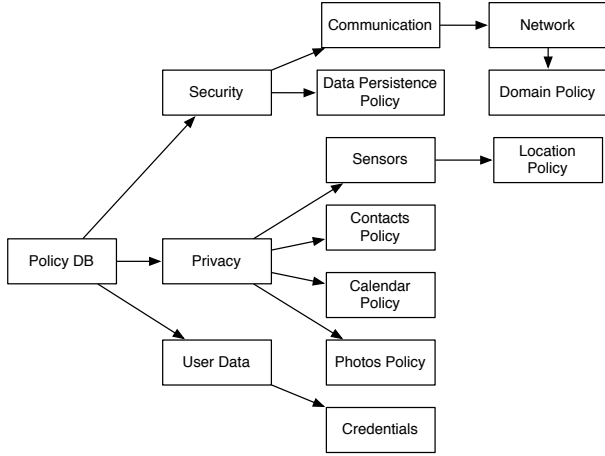 Communication
Network
Security
Data Persistence
Policy
Domain Policy
Sensors
Location
Policy
Contacts
Policy
Policy DB
Privacy
Calendar
Policy
User Data
Photos Policy
Credentials